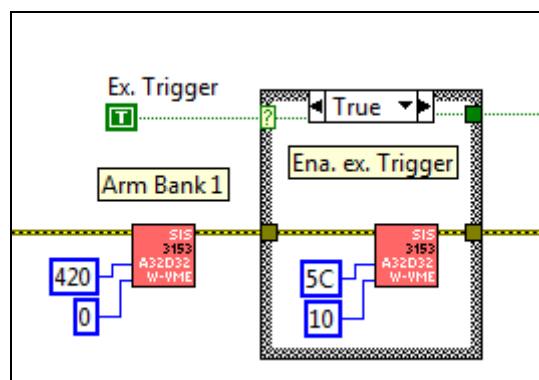 Ex. Trigger
T
?
True
Ena. ex. Trigger
Arm Bank 1
SIS
3153
A32D32
W-VME
420
0
SIS
3153
A32D32
W-VME
5C
10